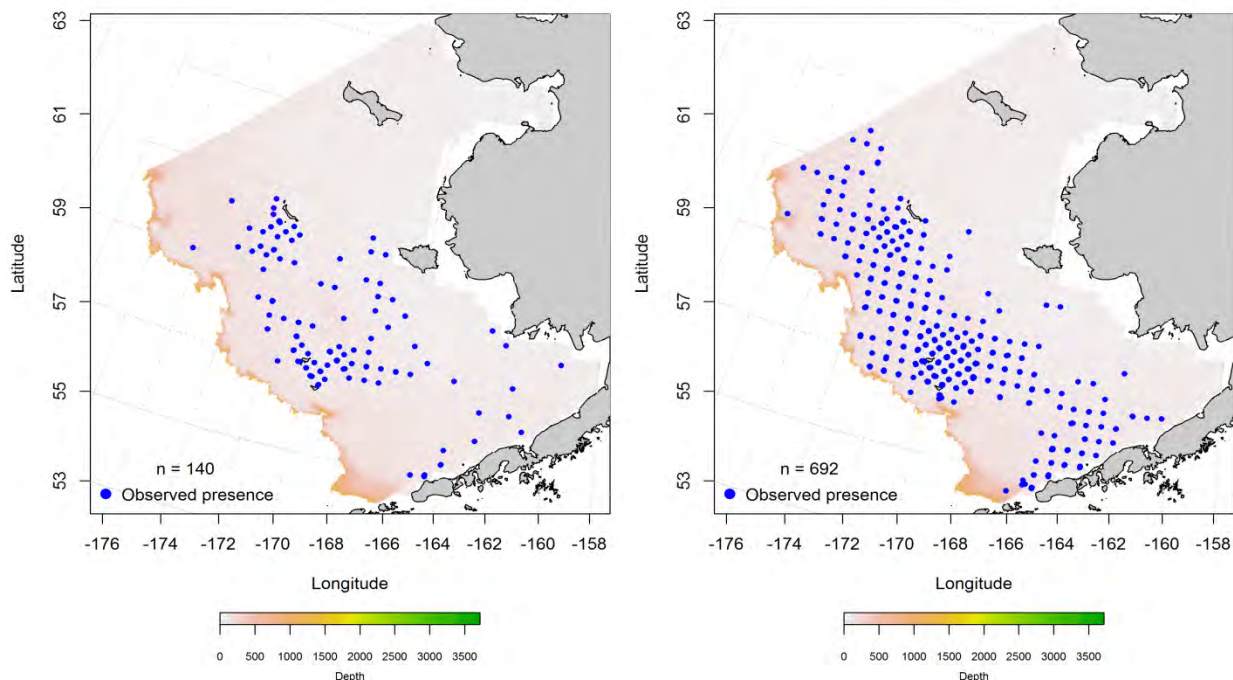 63
61
59
57
55
53
Latitude
n = 140
Observed presence
-176 -174 -170 -168 -166 -164 -162 -160 -158
Longitude
0 500 1000 1500 2000 2500 3000 3500
Depth
63
61
59
57
55
53
Latitude
n = 692
Observed presence
-176 -174 -170 -168 -166 -164 -162 -160 -158
Longitude
0 500 1000 1500 2000 2500 3000 3500
Depth